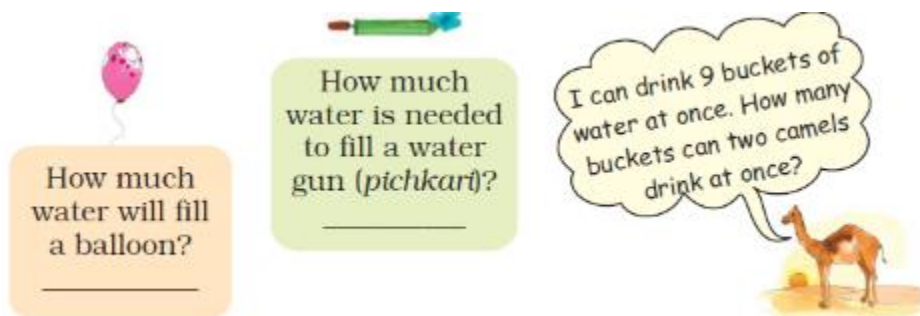 How much
water will fill
a balloon?
How much
water is needed
to fill a water
gun (pichkari)?
I can drink 9 buckets of
water at once. How many
buckets can two camels
drink at once?